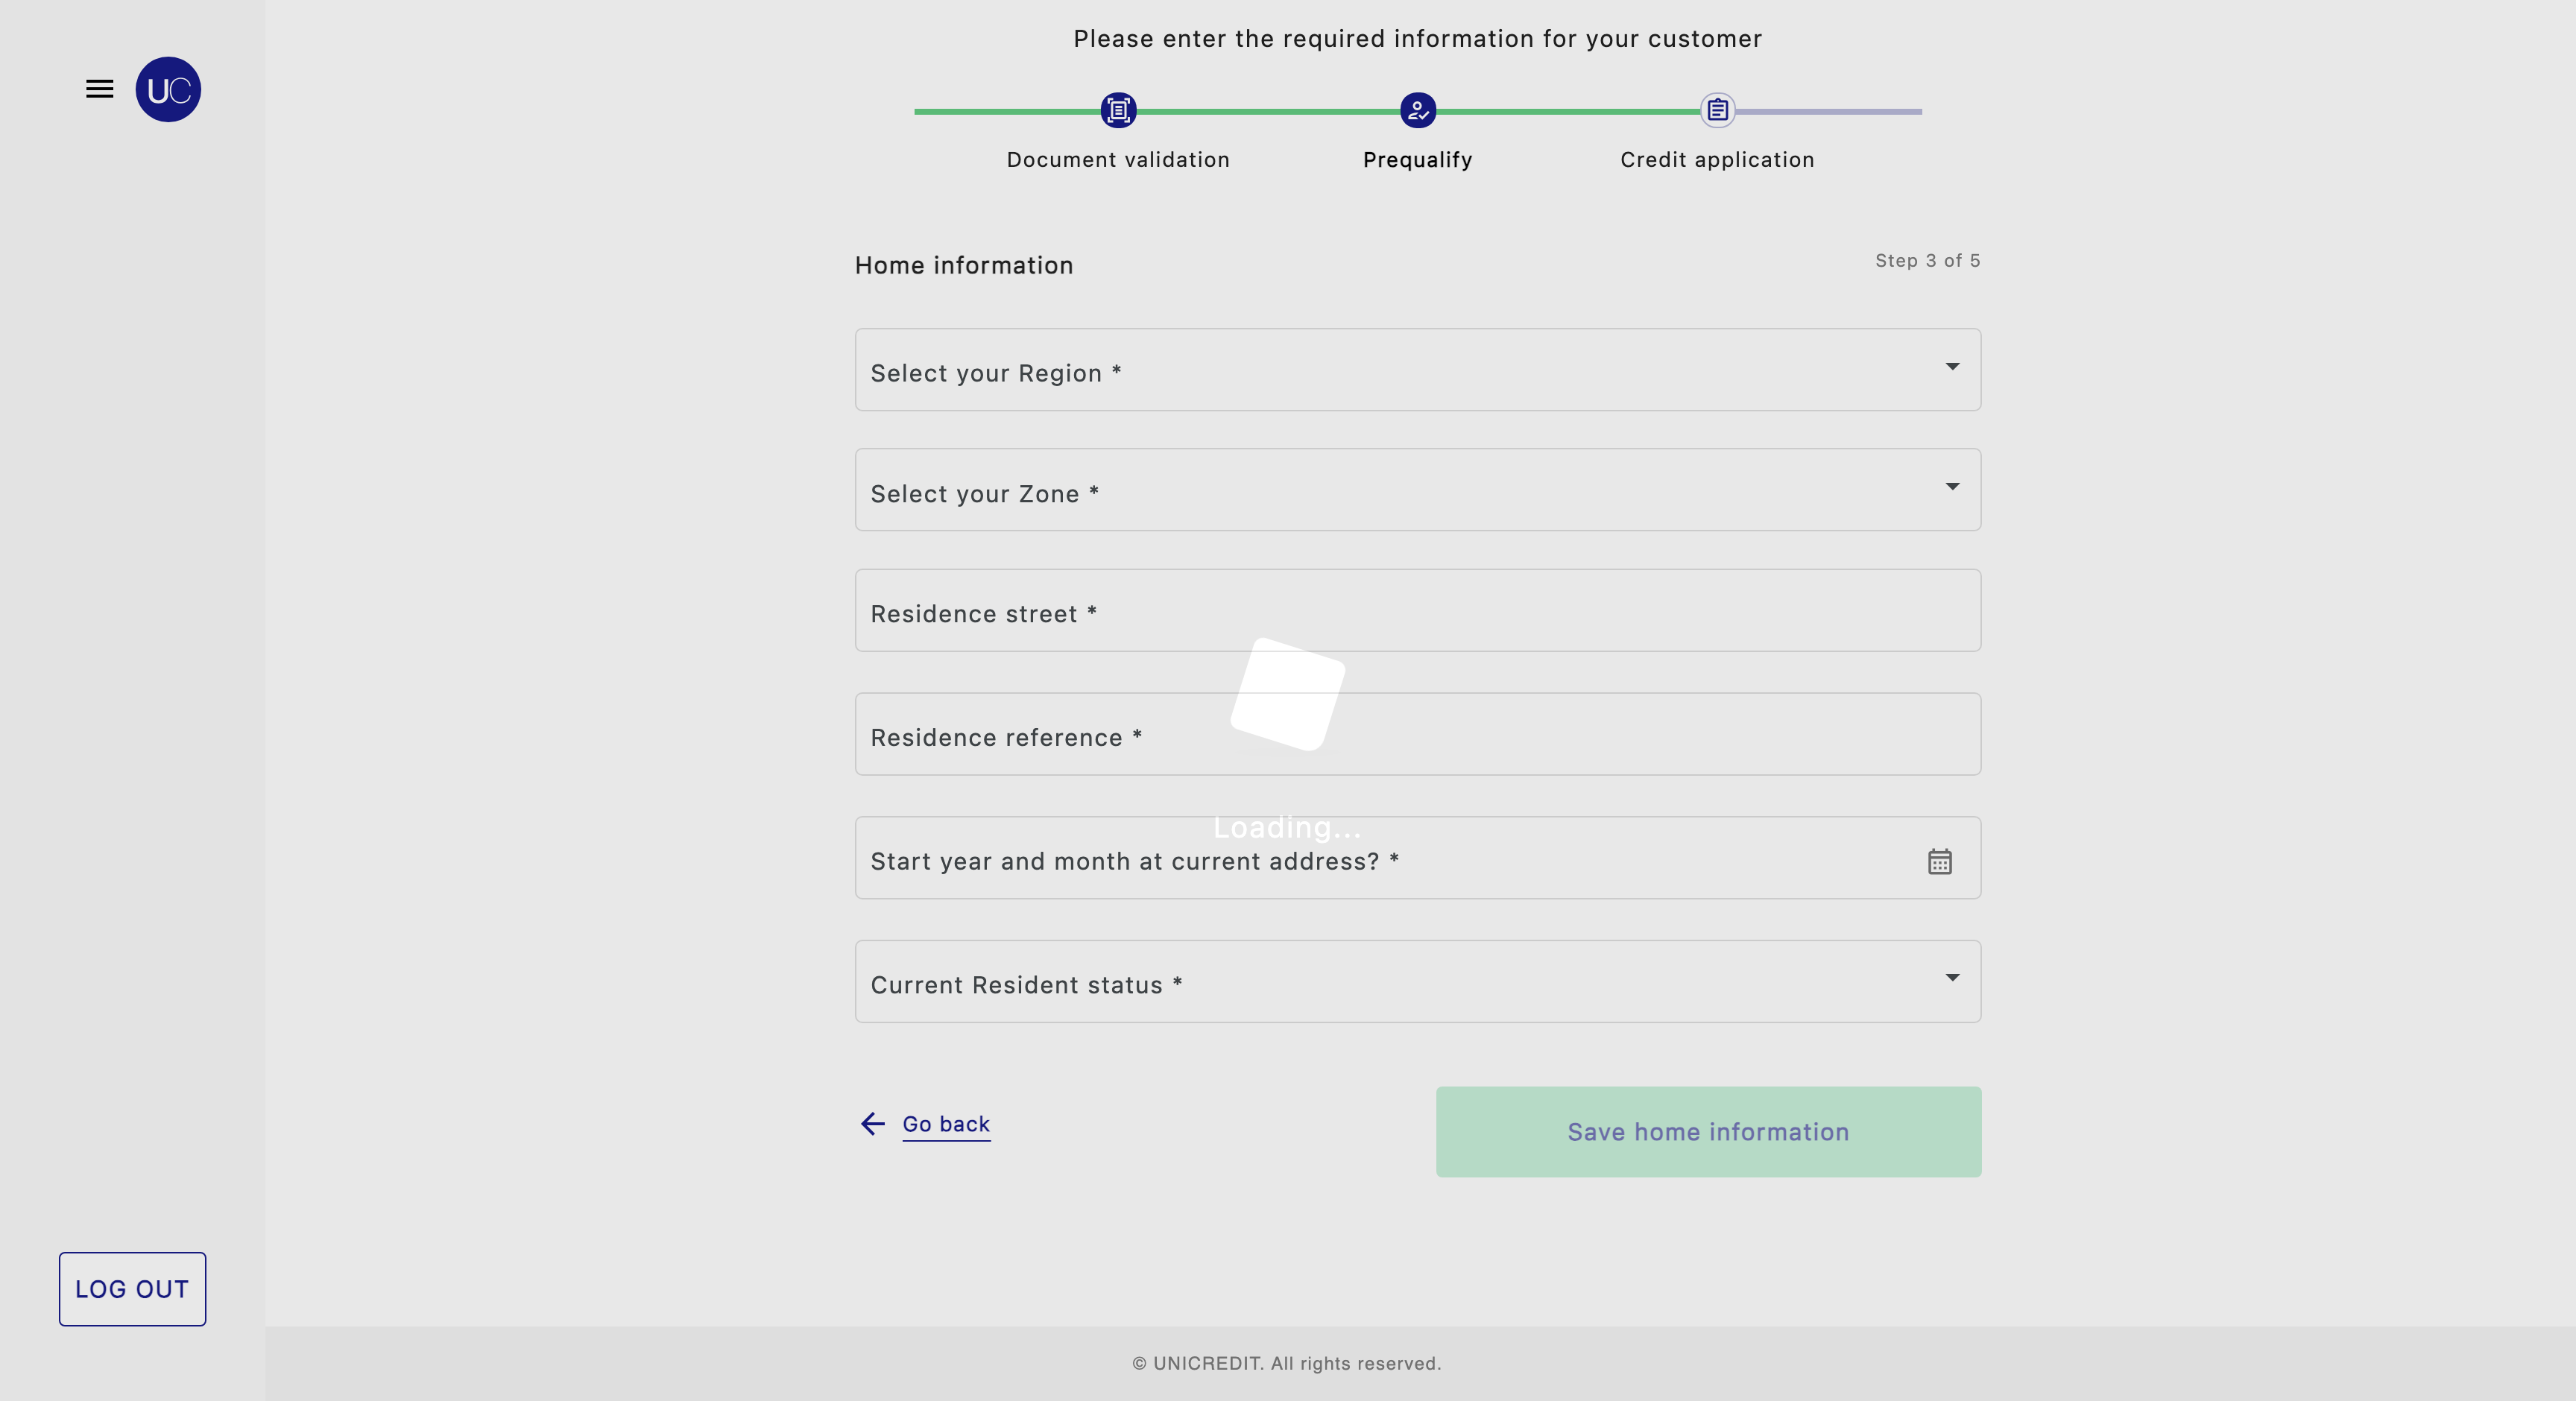 Please enter the required information for your customer
UC
Document validation
Prequalify
Credit application
Home information
Step 3 of 5
Select your Region *
Select your Zone *
Residence street *
Residence reference *
Loading...
Start year and month at current address? *
Current Resident status *
Go back
Save home information
LOG OUT
© UNICREDIT. All rights reserved.